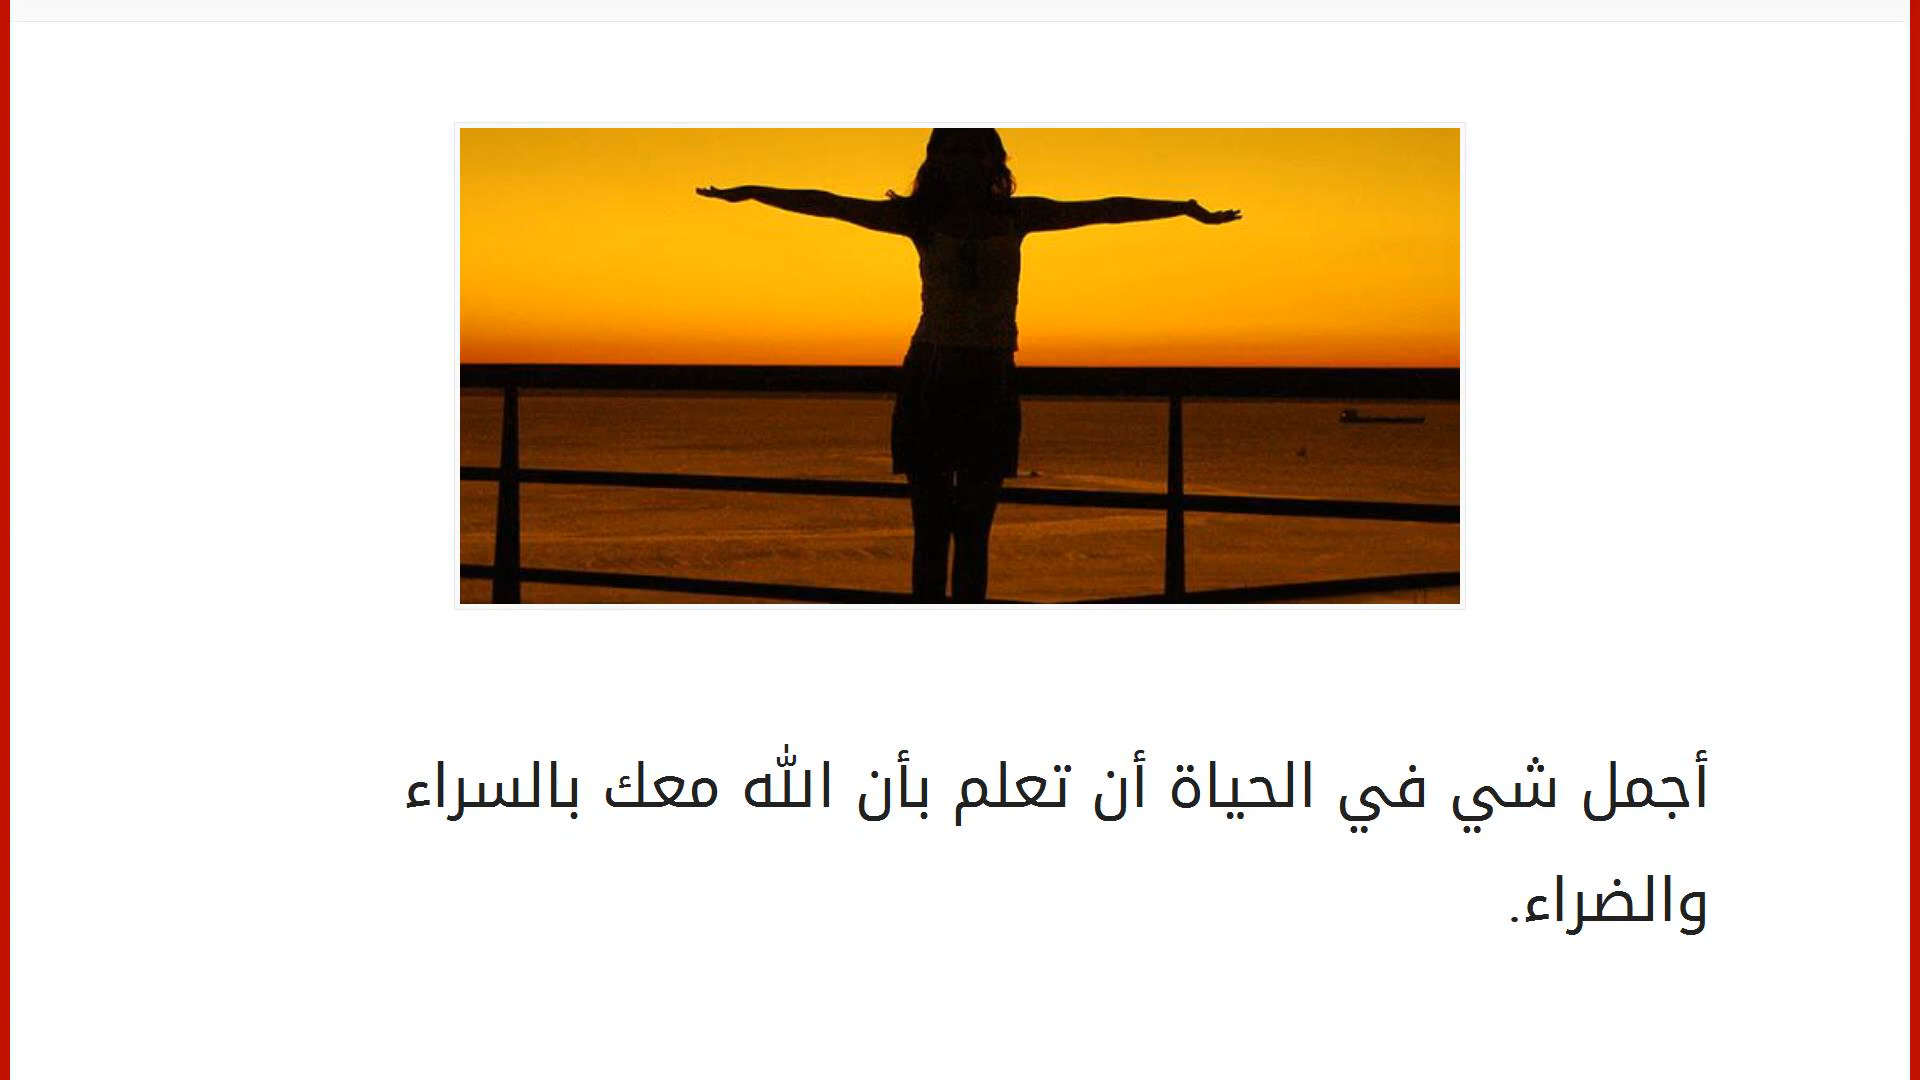 أجمل شي في الحياة أن تعلم بأن الله معك بالسراء
والضراء.